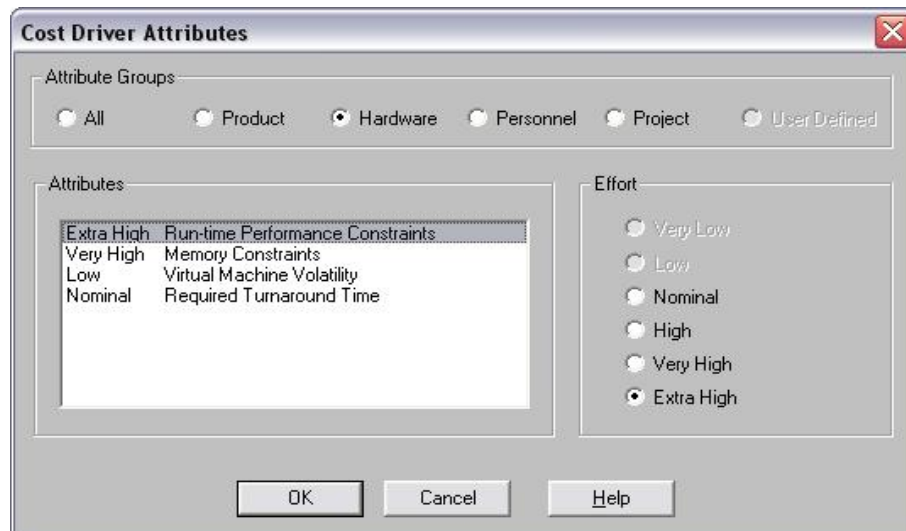 Cost Driver Attributes
Attribute Groups
All Product Hardware Personnel Project User Defined
Attributes
Extra High Run-time Performance Constraints
Very High Memory Constraints
Low Virtual Machine Volatility
Nominal Required Turnaround Time
Effort
Very Low
Low
Nominal
High
Very High
Extra High
OK Cancel Help